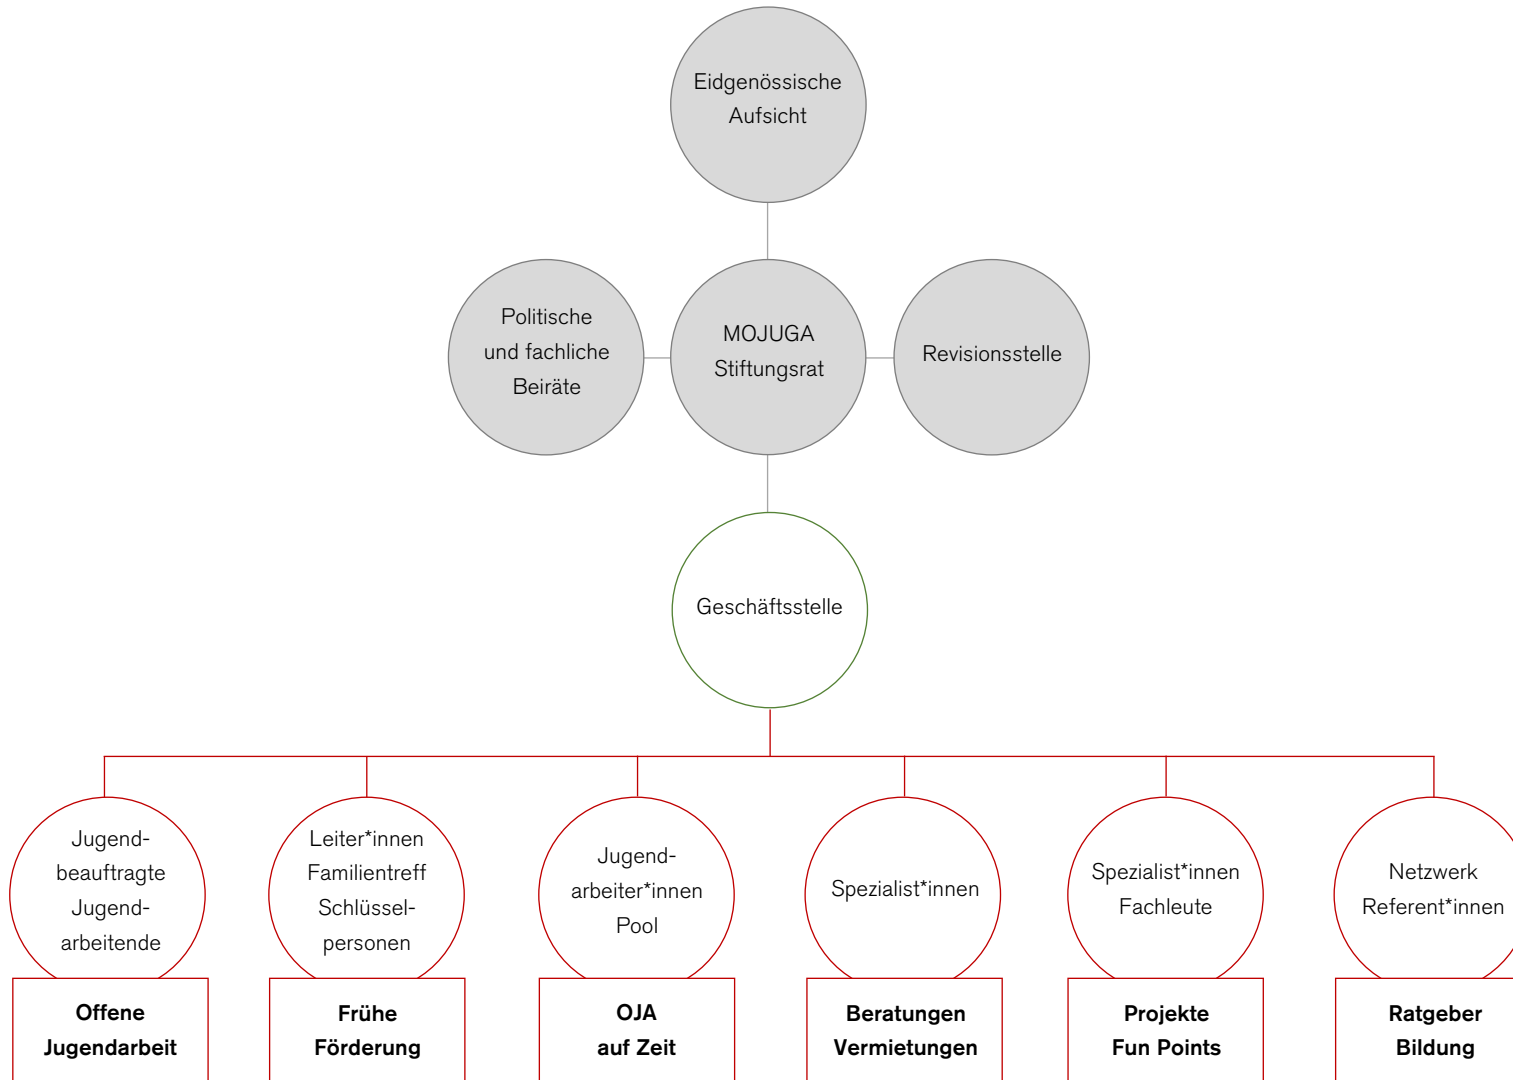 Eidgenössische
Aufsicht
Politische
und fachliche
Beiräte
MOJUGA
Stiftungsrat
Revisionsstelle
Geschäftsstelle
Jugend-
beauftragte
Jugend-
arbeitende
Leiter*innen
Familientreff
Schlüssel-
personen
Jugend-
arbeiter*innen
Pool
Spezialist*innen
Spezialist*innen
Fachleute
Netzwerk
Referent*innen
Offene
Jugendarbeit
Frühe
Förderung
OJA
auf Zeit
Beratungen
Vermietungen
Projekte
Fun Points
Ratgeber
Bildung